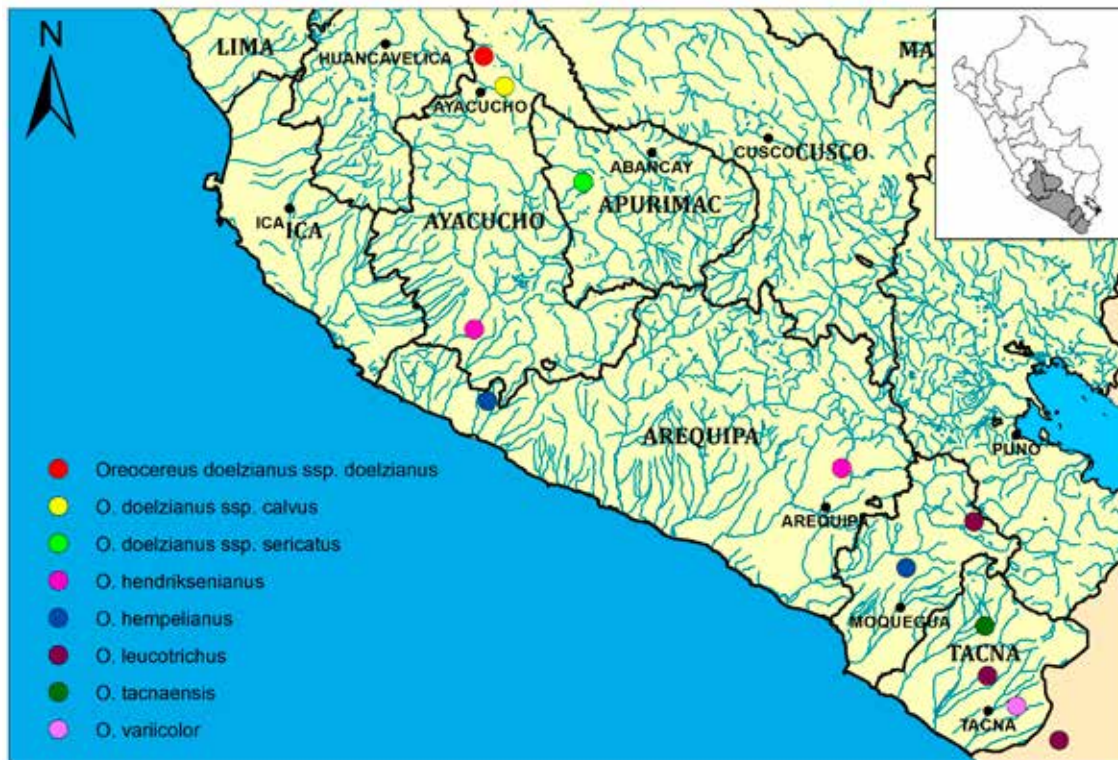 N
LIMA
HUANCAVELICA
MA
AYACUCHO
ABANCAY
CUSCO CUSCO
APURIMAC
AYACUCHO
ICA ICA
AREQUIPA
PUNO
Oreocereus doelzianus ssp. doelzianus
O. doelzianus ssp. calvus
AREQUIPA
O. doelzianus ssp. sericatus
O. hendriksenianus
O. hempelianus
MOQUEGUA
O. leucotrichus
TACNA
O. tacnaensis
TACNA
O. variicolor